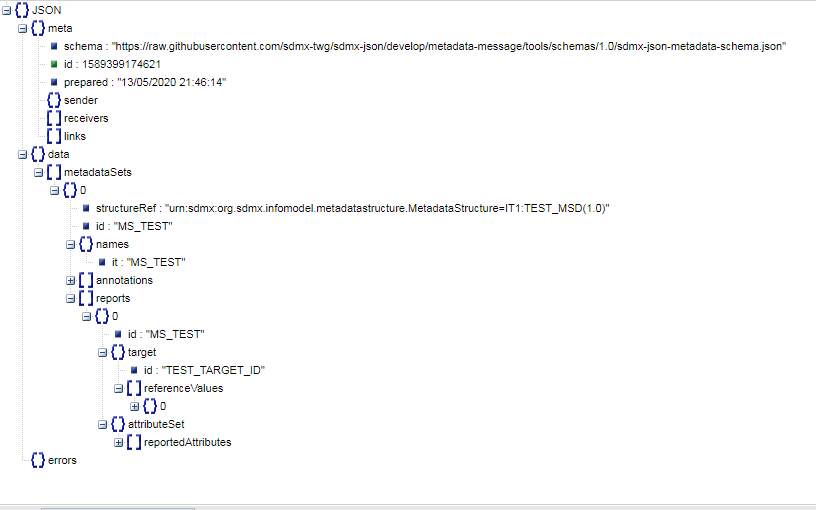 JSON
meta
schema : "https://raw.githubusercontent.com/sdmx-twg/sdmx-json/develop/metadata-message/tools/schemas/1.0/sdmx-json-metadata-schema.json"
id : 1589399174621
prepared : "13/05/2020 21:46:14"
sender
receivers
links
data
metadataSets
0
structureRef : "urn:sdmx:org.sdmx.infomodel.metadatastructure.MetadataStructure=IT1:TEST_MSD(1.0)"
id : "MS_TEST"
names
it : "MS_TEST"
annotations
reports
0
id : "MS_TEST"
target
id : "TEST_TARGET_ID"
referenceValues
0
attributeSet
reportedAttributes
errors